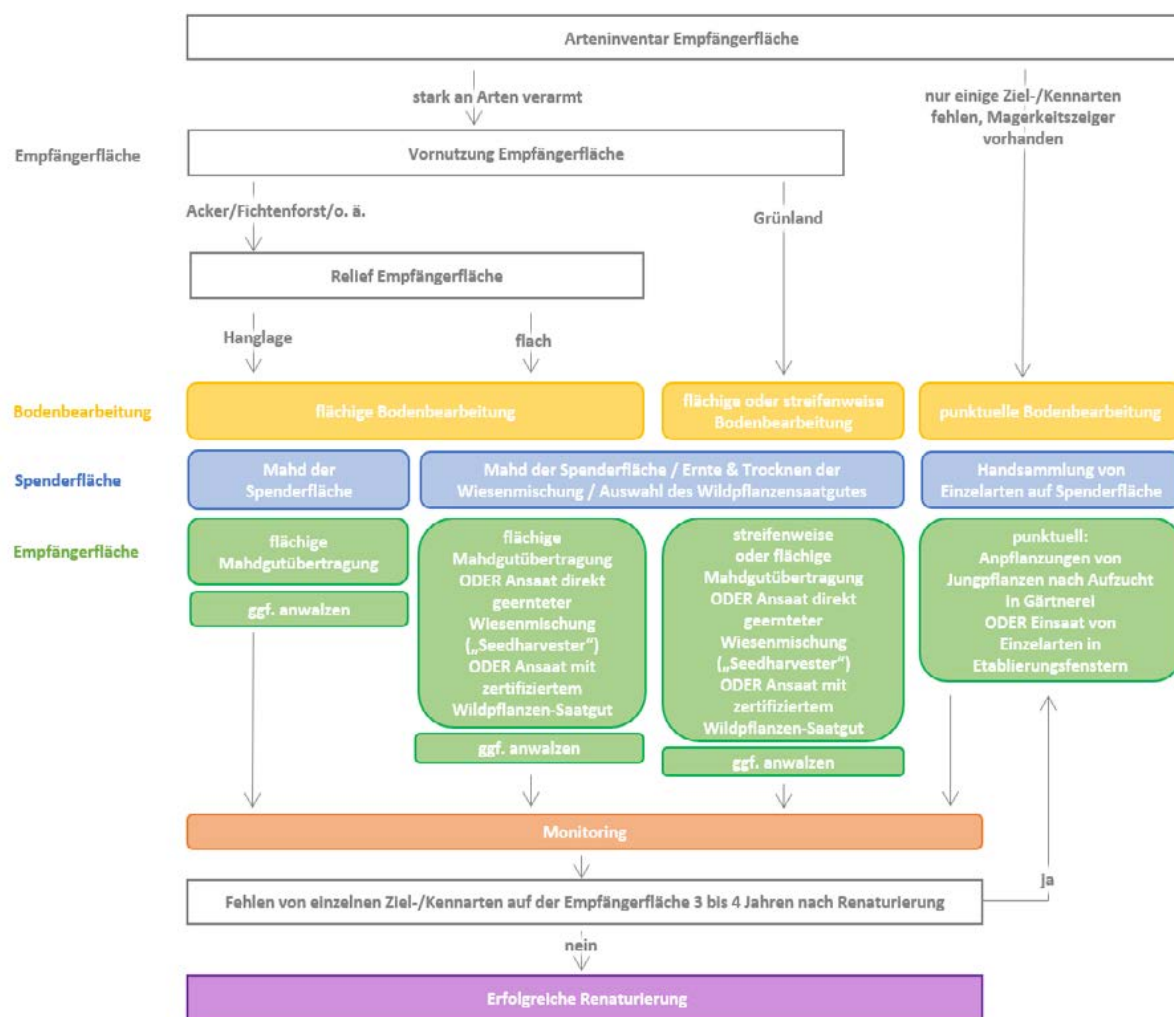 Arteninventar Empfängerfläche
stark an Arten verarmt
nur einige Ziel-/Kennarten
fehlen, Magerkeitszeiger
vorhanden
Empfängerfläche
Vornutzung Empfängerfläche
Acker/Fichtenforst/o. ä.
Grünland
Relief Empfängerfläche
Hanglage
flach
Bodenbearbeitung
flächige Bodenbearbeitung
flächige oder streifenweise
Bodenbearbeitung
punktuelle Bodenbearbeitung
Spenderfläche
Mahd der
Spenderfläche
Mahd der Spenderfläche / Ernte & Trocknen der
Wiesenmischung / Auswahl des Wildpflanzensaatgutes
Handsammlung von
Einzelarten auf Spenderfläche
Empfängerfläche
flächige
Mahdgutübertragung
ggf. anwalzen
flächige
Mahdgutübertragung
ODER Ansaat direkt
geernteter
Wiesenmischung
(„Seedharvester“)
ODER Ansaat mit
zertifiziertem
Wildpflanzen-Saatgut
ggf. anwalzen
streifenweise
oder flächige
Mahdgutübertragung
ODER Ansaat direkt
geernteter
Wiesenmischung
(„Seedharvester“)
ODER Ansaat mit
zertifiziertem
Wildpflanzen-Saatgut
ggf. anwalzen
punktuell:
Anpflanzungen von
Jungpflanzen nach Aufzucht
in Gärtnerei
ODER Einsaat von
Einzelarten in
Etablierungsfenstern
Monitoring
Fehlen von einzelnen Ziel-/Kennarten auf der Empfängerfläche 3 bis 4 Jahren nach Renaturierung
ja
nein
Erfolgreiche Renaturierung